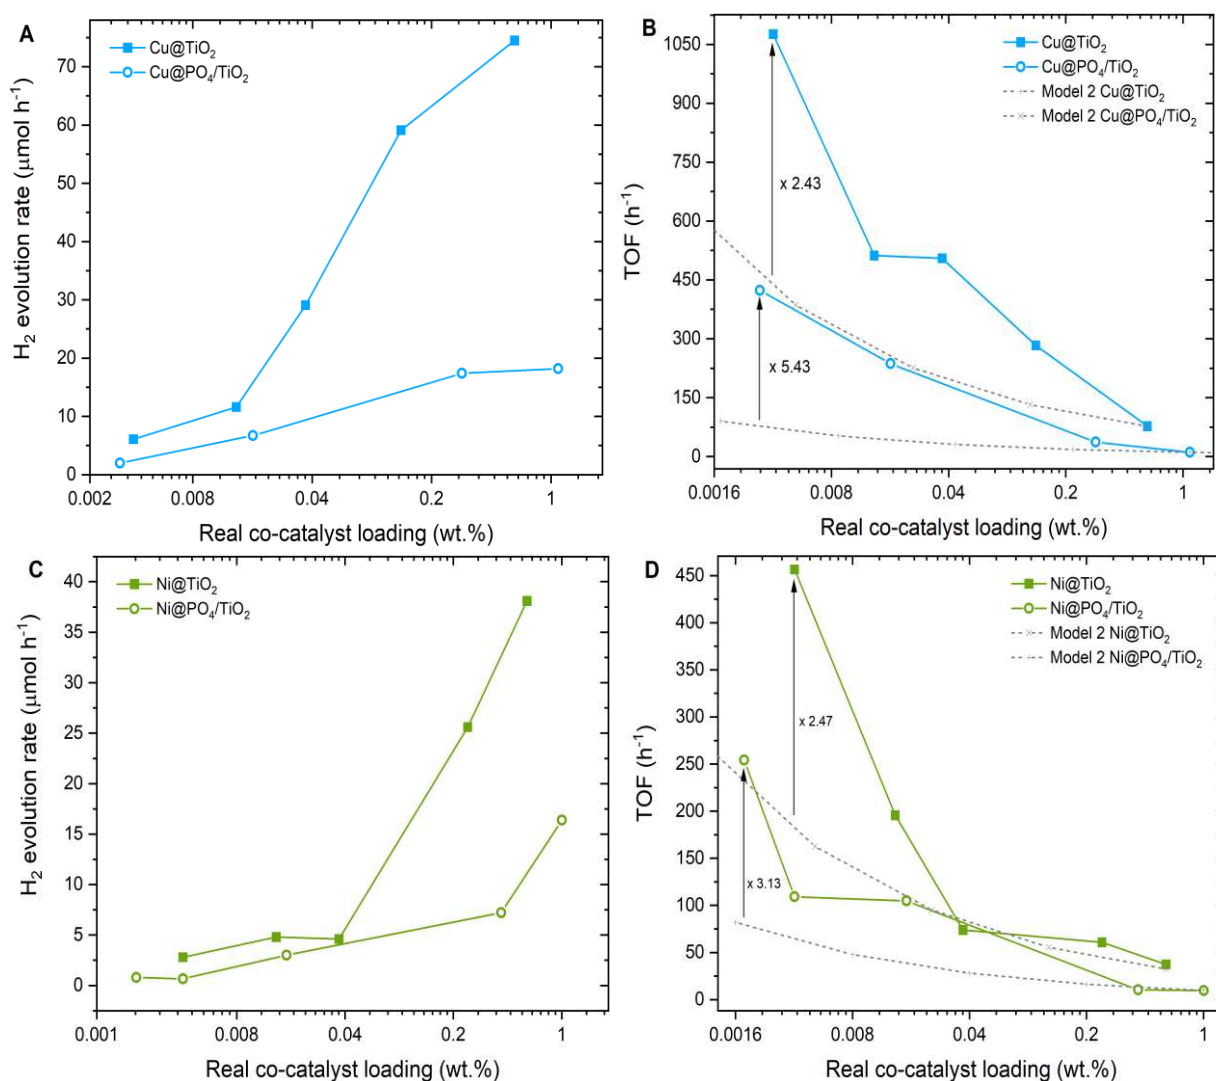 A
Cu@TiO₂
Cu@PO₄/TiO₂
H₂ evolution rate (μmol h⁻¹)
70
60
50
40
30
20
10
0
0.002
0.008
0.04
0.2
1
Real co-catalyst loading (wt.%)
B
Cu@TiO₂
Cu@PO₄/TiO₂
Model 2 Cu@TiO₂
Model 2 Cu@PO₄/TiO₂
x 2.43
x 5.43
TOF (h⁻¹)
1050
900
750
600
450
300
150
0
0.0016
0.008
0.04
0.2
1
Real co-catalyst loading (wt.%)
C
Ni@TiO₂
Ni@PO₄/TiO₂
H₂ evolution rate (μmol h⁻¹)
40
35
30
25
20
15
10
5
0
0.001
0.008
0.04
0.2
1
Real co-catalyst loading (wt.%)
D
Ni@TiO₂
Ni@PO₄/TiO₂
Model 2 Ni@TiO₂
Model 2 Ni@PO₄/TiO₂
x 2.47
x 3.13
TOF (h⁻¹)
450
400
350
300
250
200
150
100
50
0
0.0016
0.008
0.04
0.2
1
Real co-catalyst loading (wt.%)